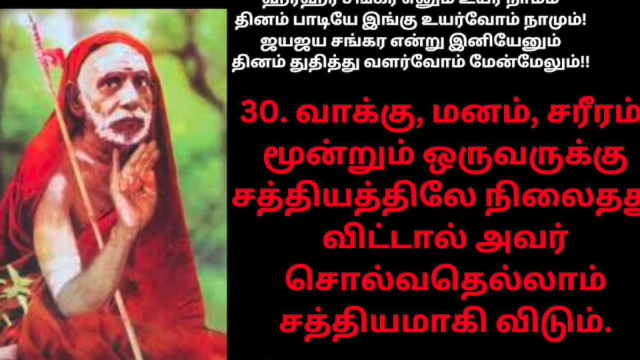 தினம் பாடியே இங்கு உயர்வோம் நாமும்!
ஜயஜய சங்கர என்று இனியேனும்
தினம் துதித்து வளர்வோம் மேன்மேலும்!!
30. வாக்கு, மனம், சரீரம்
மூன்றும் ஒருவருக்கு
சத்தியத்திலே நிலைதது
விட்டால் அவர்
சொல்வதெல்லாம்
சத்தியமாகி விடும்.